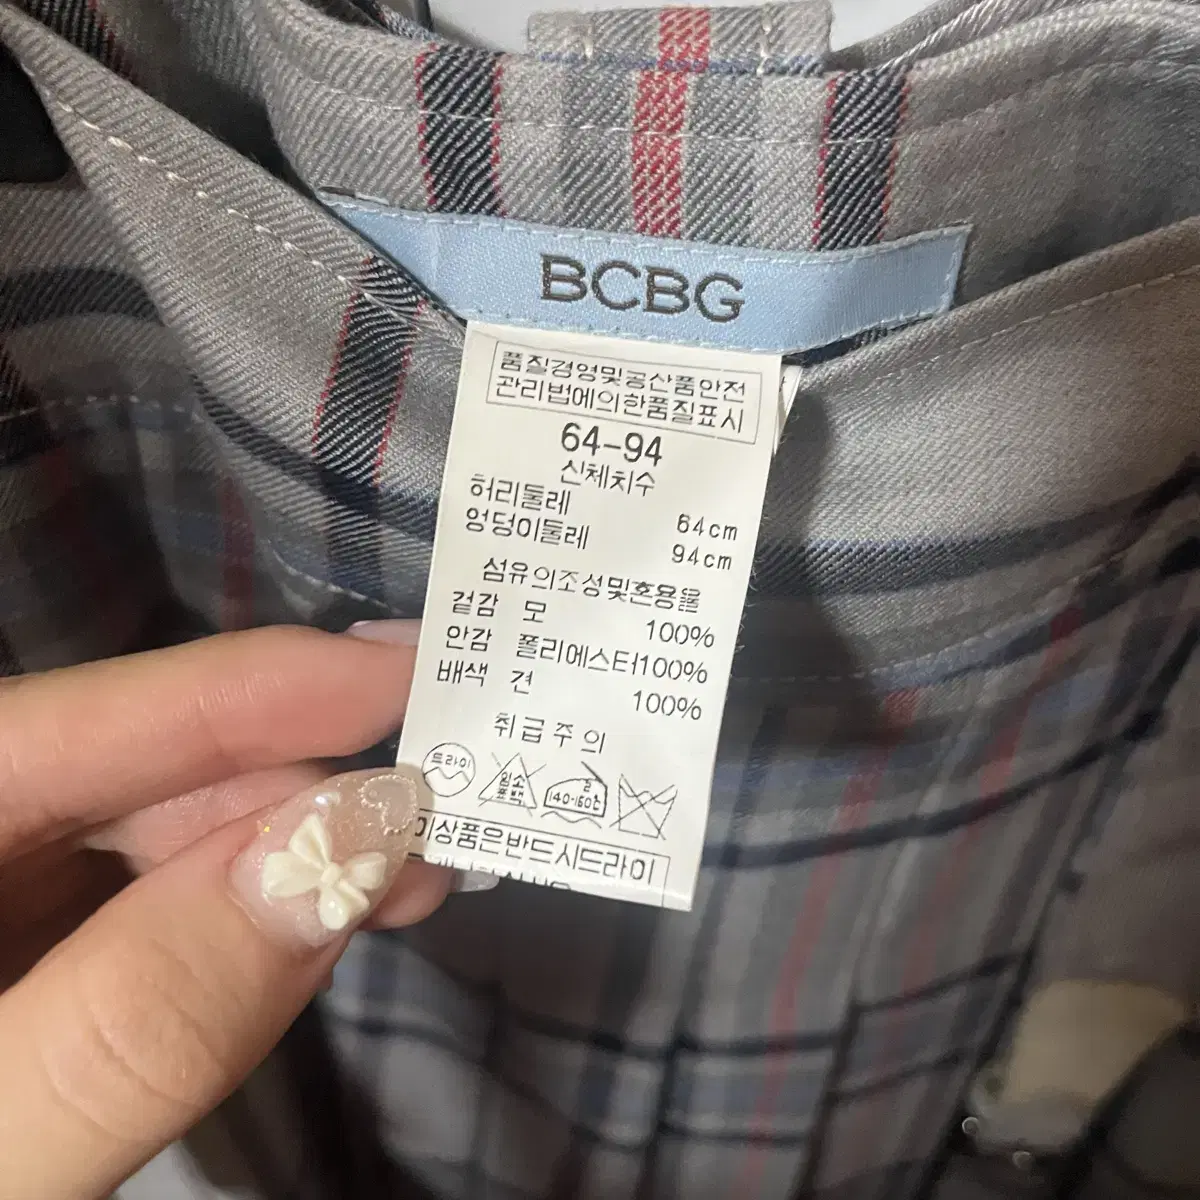 BCBG
품질경영및공산품안전
관리법에의한품질표시
64-94
신체치수
허리둘레 64cm
엉덩이둘레 94cm
섬유의조성및혼용율
겉감 모 100%
안감 폴리에스터100%
배색 견 100%
취급주의
드라이 염소 표백 140-160℃
이상품은반드시드라이